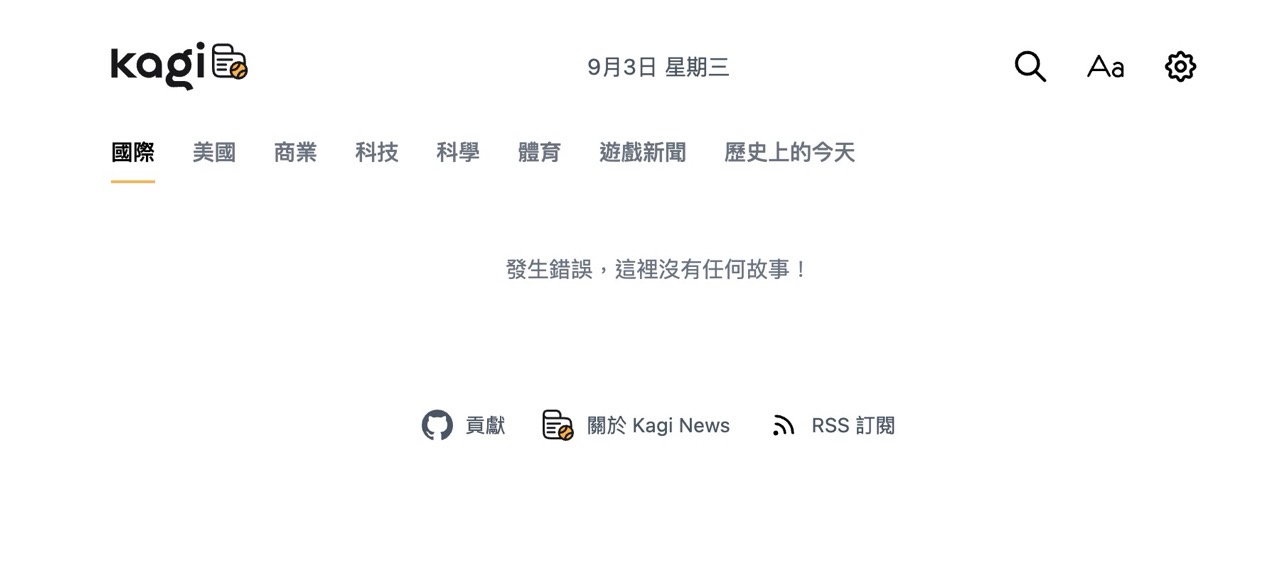 kagi
9月3日 星期三
Aa
國際 美國 商業 科技 科學 體育 遊戲新聞 歷史上的今天
發生錯誤，這裡沒有任何故事！
貢獻 關於 Kagi News RSS 訂閱